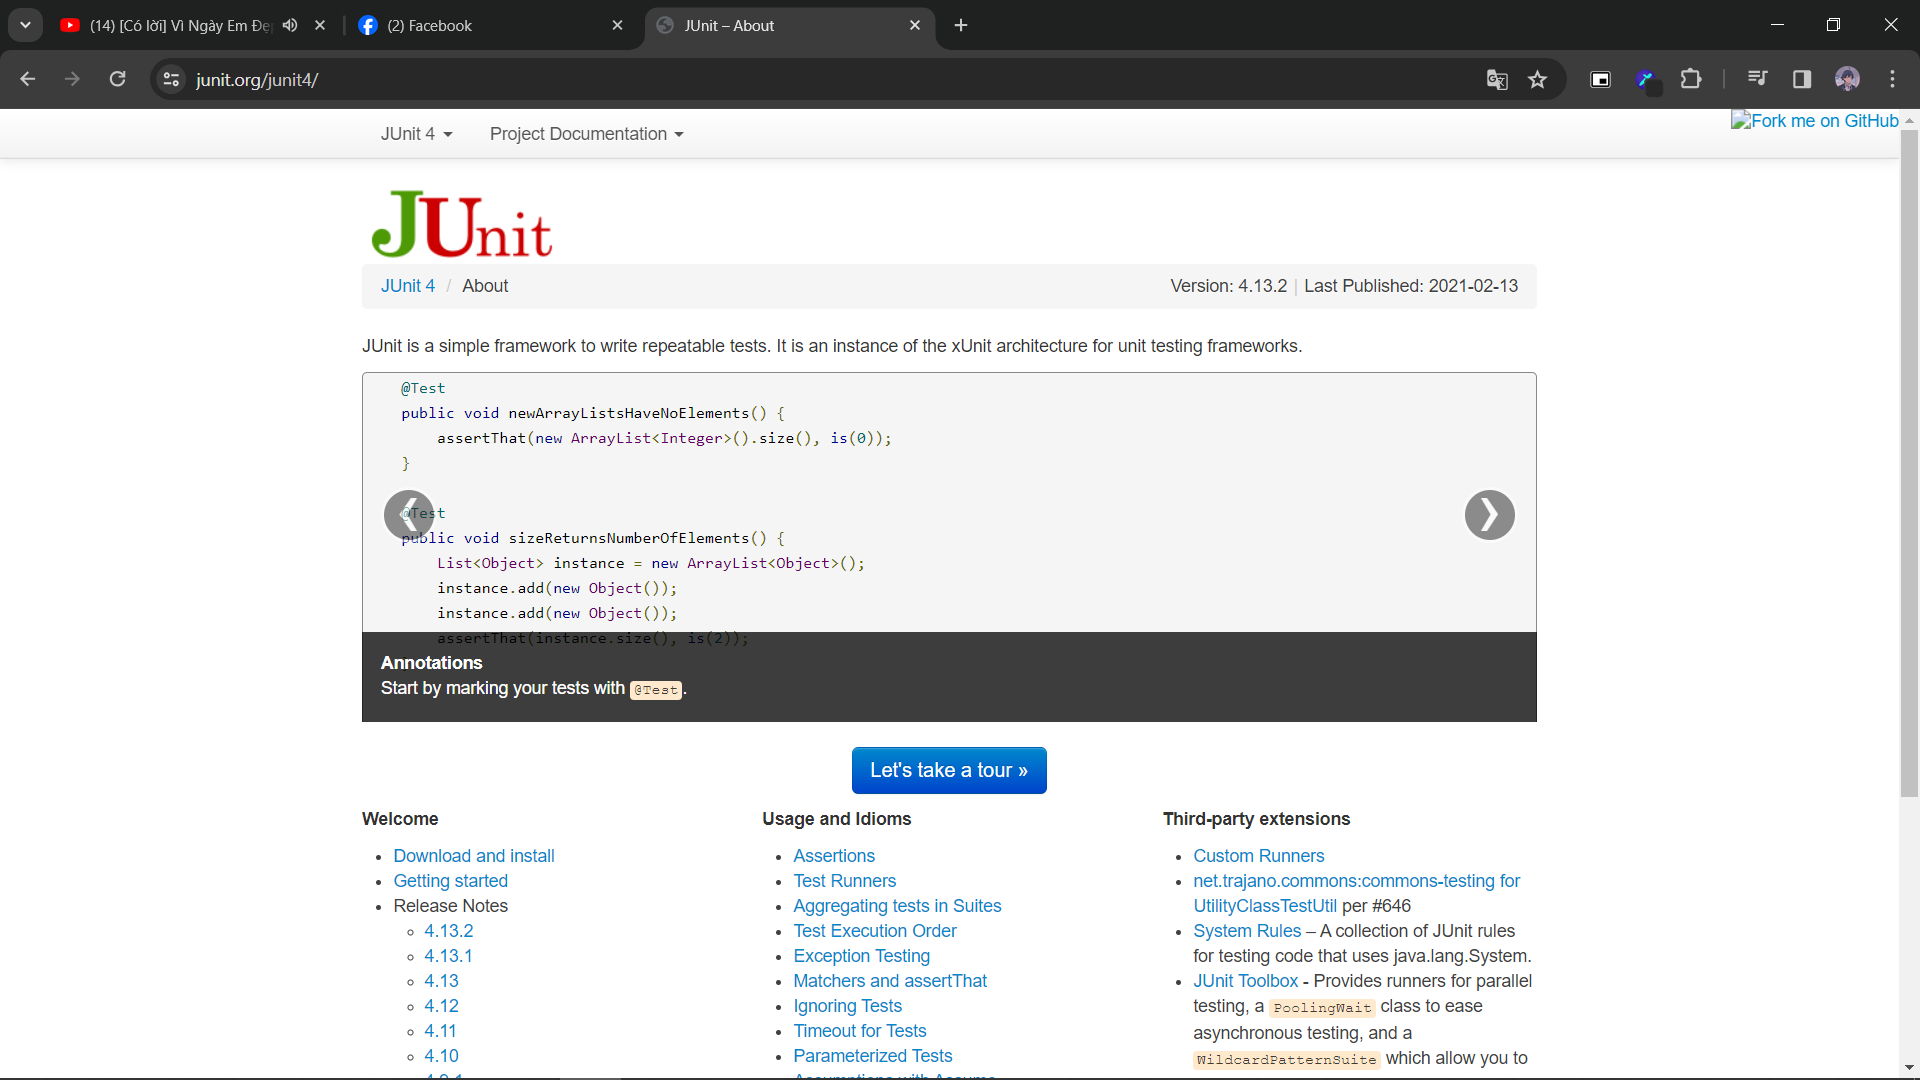 (14) [Có lời] Vì Ngày Em Đẹp
(2) Facebook
JUnit – About
junit.org/junit4/
JUnit 4
Project Documentation
Fork me on GitHub
JUnit
JUnit 4 / About
Version: 4.13.2 | Last Published: 2021-02-13
JUnit is a simple framework to write repeatable tests. It is an instance of the xUnit architecture for unit testing frameworks.
@Test
public void newArrayListsHaveNoElements() {
assertThat(new ArrayList<Integer>().size(), is(0));
}
@Test
public void sizeReturnsNumberOfElements() {
List<Object> instance = new ArrayList<Object>();
instance.add(new Object());
instance.add(new Object());
assertThat(instance.size(), is(2));
Annotations
Start by marking your tests with @Test.
Let's take a tour »
Welcome
Download and install
Getting started
Release Notes
4.13.2
4.13.1
4.13
4.12
4.11
4.10
Usage and Idioms
Assertions
Test Runners
Aggregating tests in Suites
Test Execution Order
Exception Testing
Matchers and assertThat
Ignoring Tests
Timeout for Tests
Parameterized Tests
Assumptions with Assume
Third-party extensions
Custom Runners
net.trajano.commons:commons-testing for
UtilityClassTestUtil per #646
System Rules – A collection of JUnit rules
for testing code that uses java.lang.System.
JUnit Toolbox - Provides runners for parallel
testing, a PoolingWait class to ease
asynchronous testing, and a
WildcardPatternSuite which allow you to